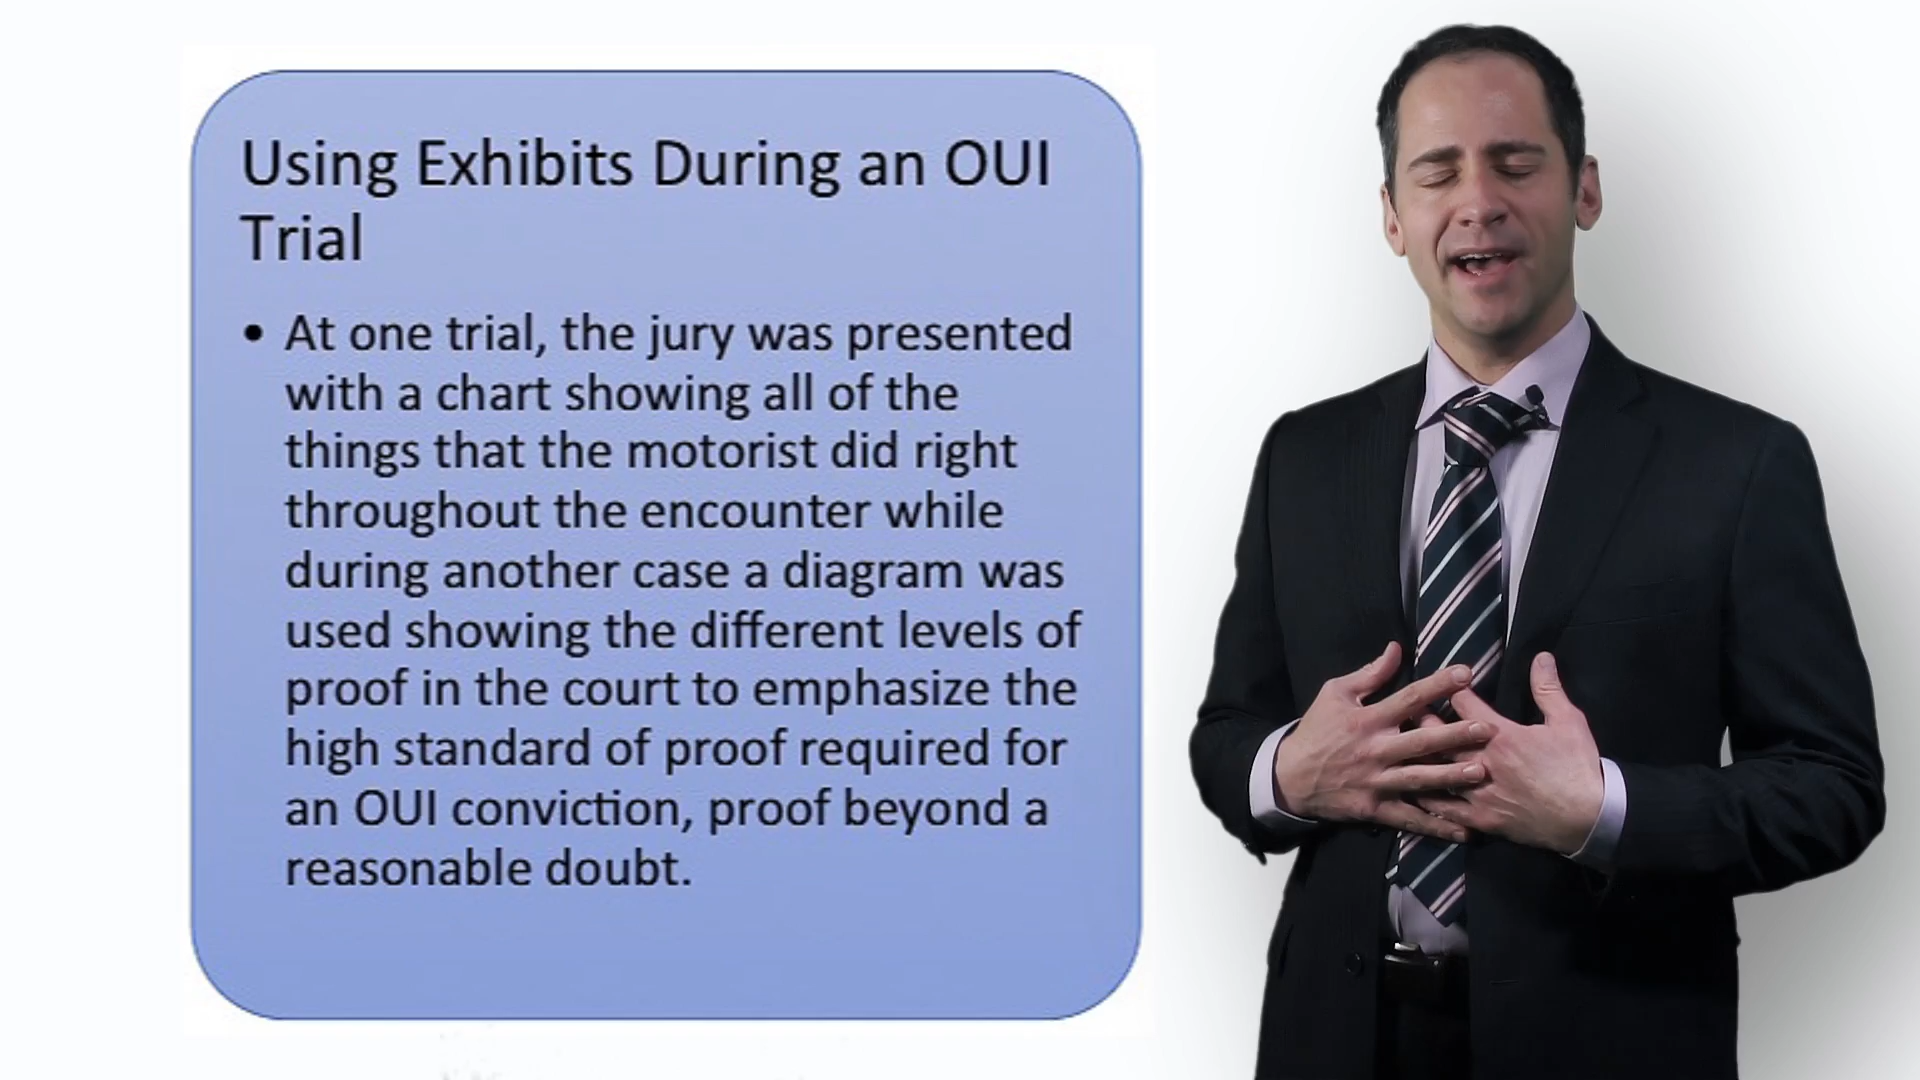 Using Exhibits During an OUI
Trial
• At one trial, the jury was presented
with a chart showing all of the
things that the motorist did right
throughout the encounter while
during another case a diagram was
used showing the different levels of
proof in the court to emphasize the
high standard of proof required for
an OUI conviction, proof beyond a
reasonable doubt.